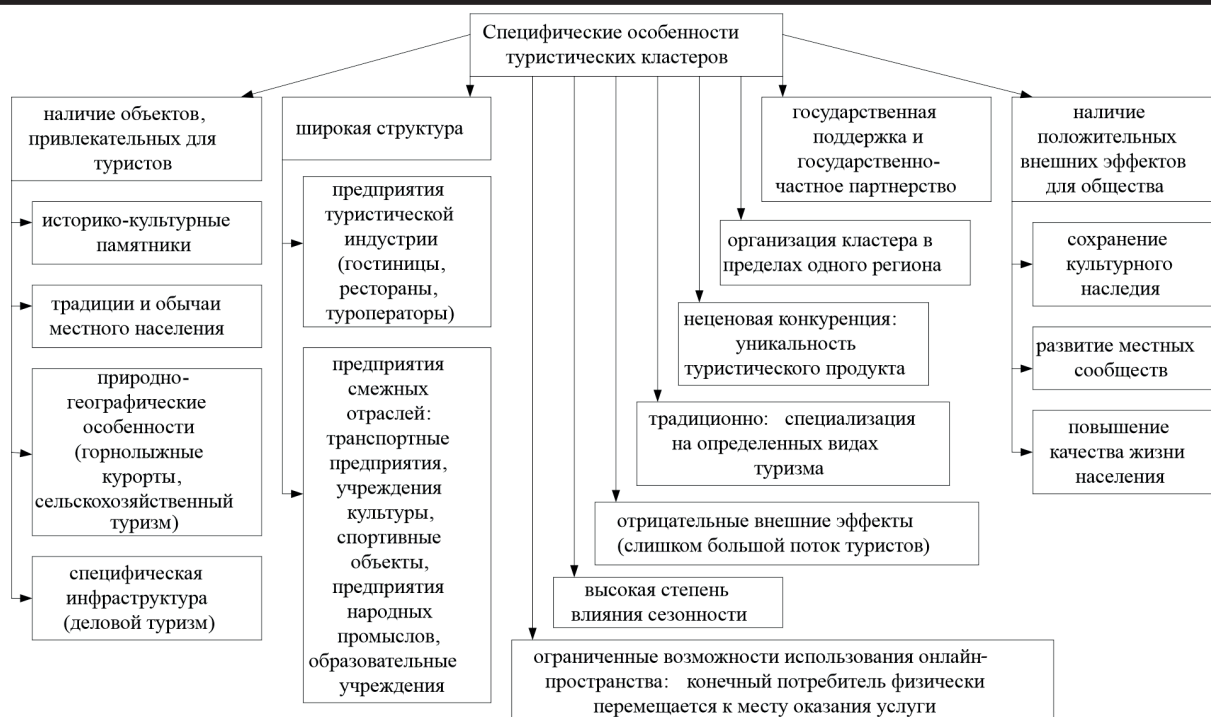 Специфические особенности
туристических кластеров
наличие объектов,
привлекательных для
туристов
историко-культурные
памятники
традиции и обычаи
местного населения
природно-
географические
особенности
(горнолыжные
курорты,
сельскохозяйственный
туризм)
специфическая
инфраструктура
(деловой туризм)
широкая структура
предприятия
туристической
индустрии
(гостиницы,
рестораны,
туроператоры)
предприятия
смежных
отраслей:
транспортные
предприятия,
учреждения
культуры,
спортивные
объекты,
предприятия
народных
промыслов,
образовательные
учреждения
ограниченные возможности использования онлайн-
пространства: конечный потребитель физически
перемещается к месту оказания услуги
высокая степень
влияния сезонности
отрицательные внешние эффекты
(слишком большой поток туристов)
традиционно: специализация
на определенных видах
туризма
неценовая конкуренция:
уникальность
туристического продукта
организация кластера в
пределах одного региона
государственная
поддержка и
государственно-
частное партнерство
наличие
положительных
внешних эффектов
для общества
сохранение
культурного
наследия
развитие местных
сообществ
повышение
качества жизни
населения